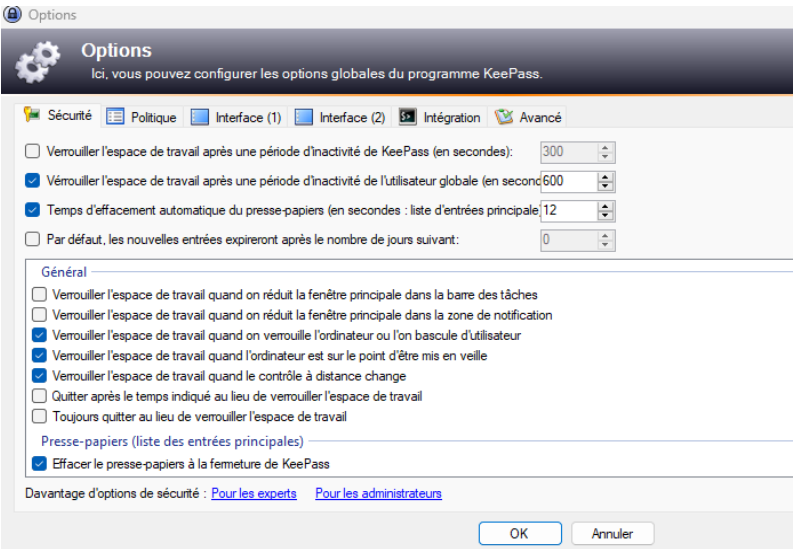 Options
Options
Ici, vous pouvez configurer les options globales du programme KeePass.
Sécurité Politique Interface (1) Interface (2) Intégration Avancé
Verrouiller l'espace de travail après une période d'inactivité de KeePass (en secondes): 300
Vérrouiller l'espace de travail après une période d'inactivité de l'utilisateur globale (en second 600
Temps d'effacement automatique du presse-papiers (en secondes : liste d'entrées principale 12
Par défaut, les nouvelles entrées expireront après le nombre de jours suivant: 0
Général
Verrouiller l'espace de travail quand on réduit la fenêtre principale dans la barre des tâches
Verrouiller l'espace de travail quand on réduit la fenêtre principale dans la zone de notification
Verrouiller l'espace de travail quand on verrouille l'ordinateur ou l'on bascule d'utilisateur
Verrouiller l'espace de travail quand l'ordinateur est sur le point d'être mis en veille
Verrouiller l'espace de travail quand le contrôle à distance change
Quitter après le temps indiqué au lieu de verrouiller l'espace de travail
Toujours quitter au lieu de verrouiller l'espace de travail
Presse-papiers (liste des entrées principales)
Effacer le presse-papiers à la fermeture de KeePass
Davantage d'options de sécurité : Pour les experts Pour les administrateurs
OK Annuler